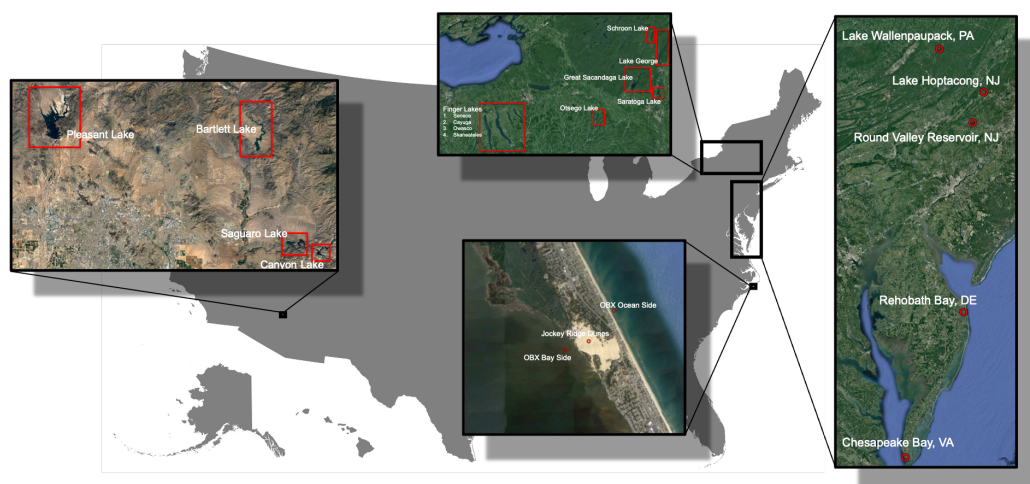 Pleasant Lake
Bartlett Lake
Saguaro Lake
Canyon Lake
Schroon Lake
Lake George
Great Sacandaga Lake
Saratoga Lake
Otsego Lake
Finger Lakes
1. Seneca
2. Cayuga
3. Owasco
4. Skanwateles
OBX Ocean Side
Jockey Ridge Dunes
OBX Bay Side
Lake Wallenpaupack, PA
Lake Hoptacong, NJ
Round Valley Reservoir, NJ
Rehobath Bay, DE
Chesapeake Bay, VA